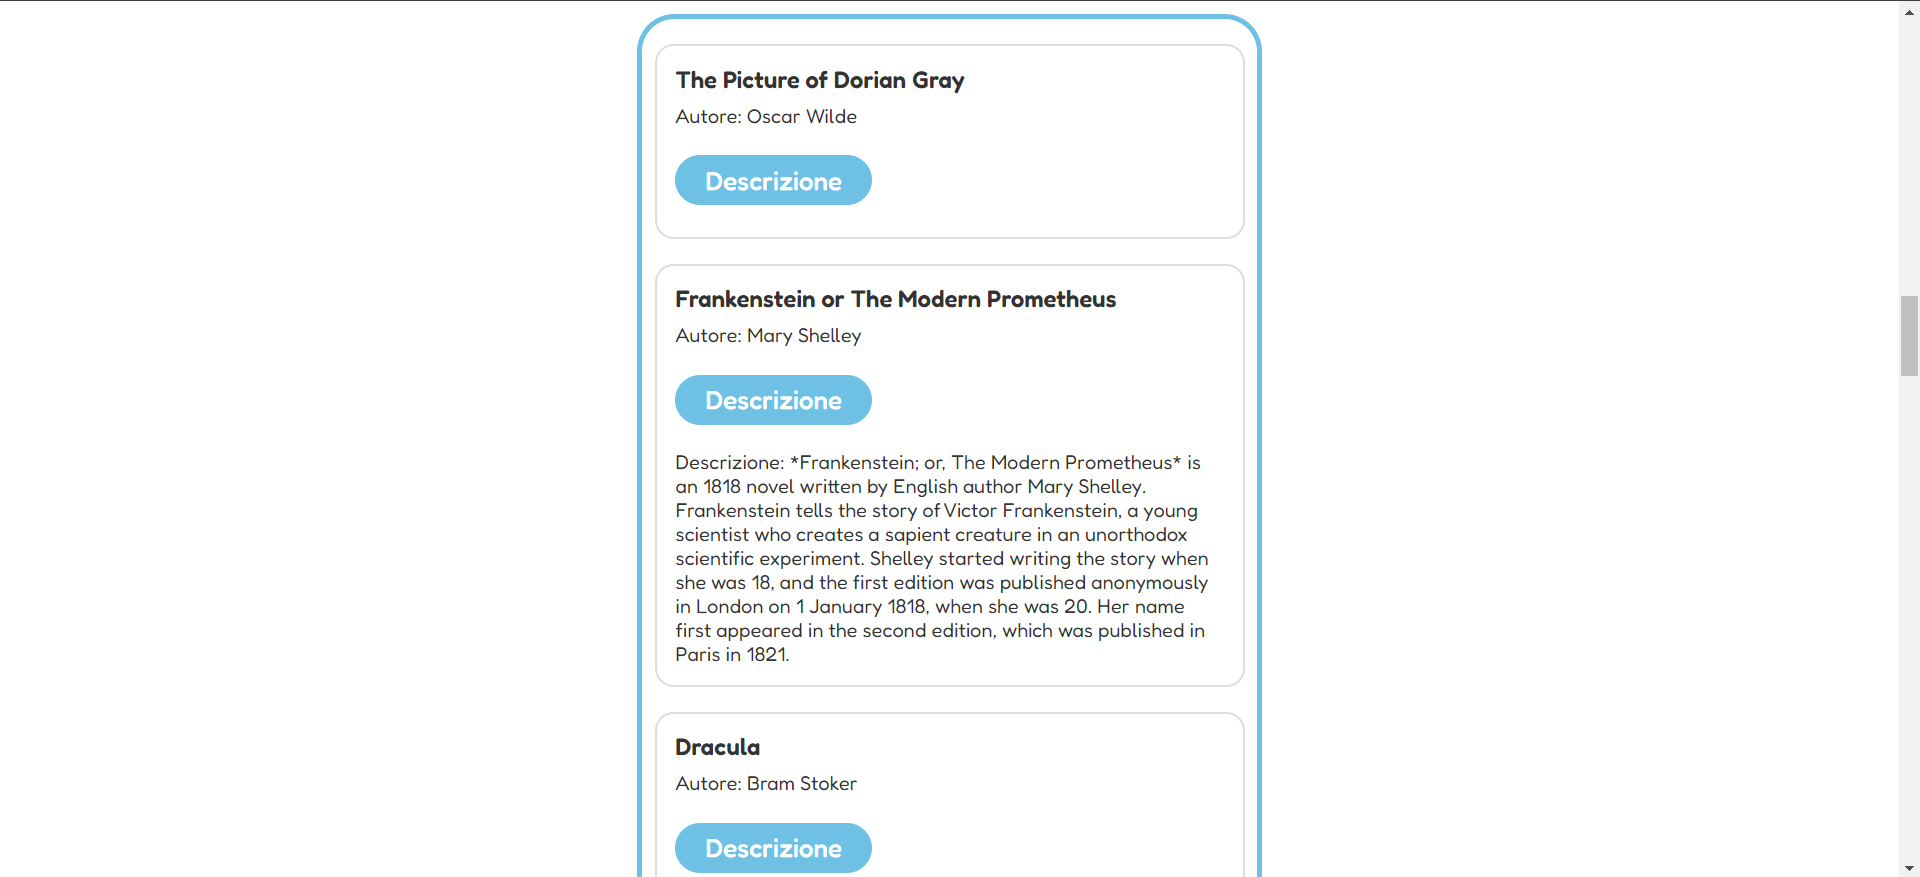 The Picture of Dorian Gray
Autore: Oscar Wilde
Descrizione
Frankenstein or The Modern Prometheus
Autore: Mary Shelley
Descrizione
Descrizione: *Frankenstein; or, The Modern Prometheus* is
an 1818 novel written by English author Mary Shelley.
Frankenstein tells the story of Victor Frankenstein, a young
scientist who creates a sapient creature in an unorthodox
scientific experiment. Shelley started writing the story when
she was 18, and the first edition was published anonymously
in London on 1 January 1818, when she was 20. Her name
first appeared in the second edition, which was published in
Paris in 1821.
Dracula
Autore: Bram Stoker
Descrizione